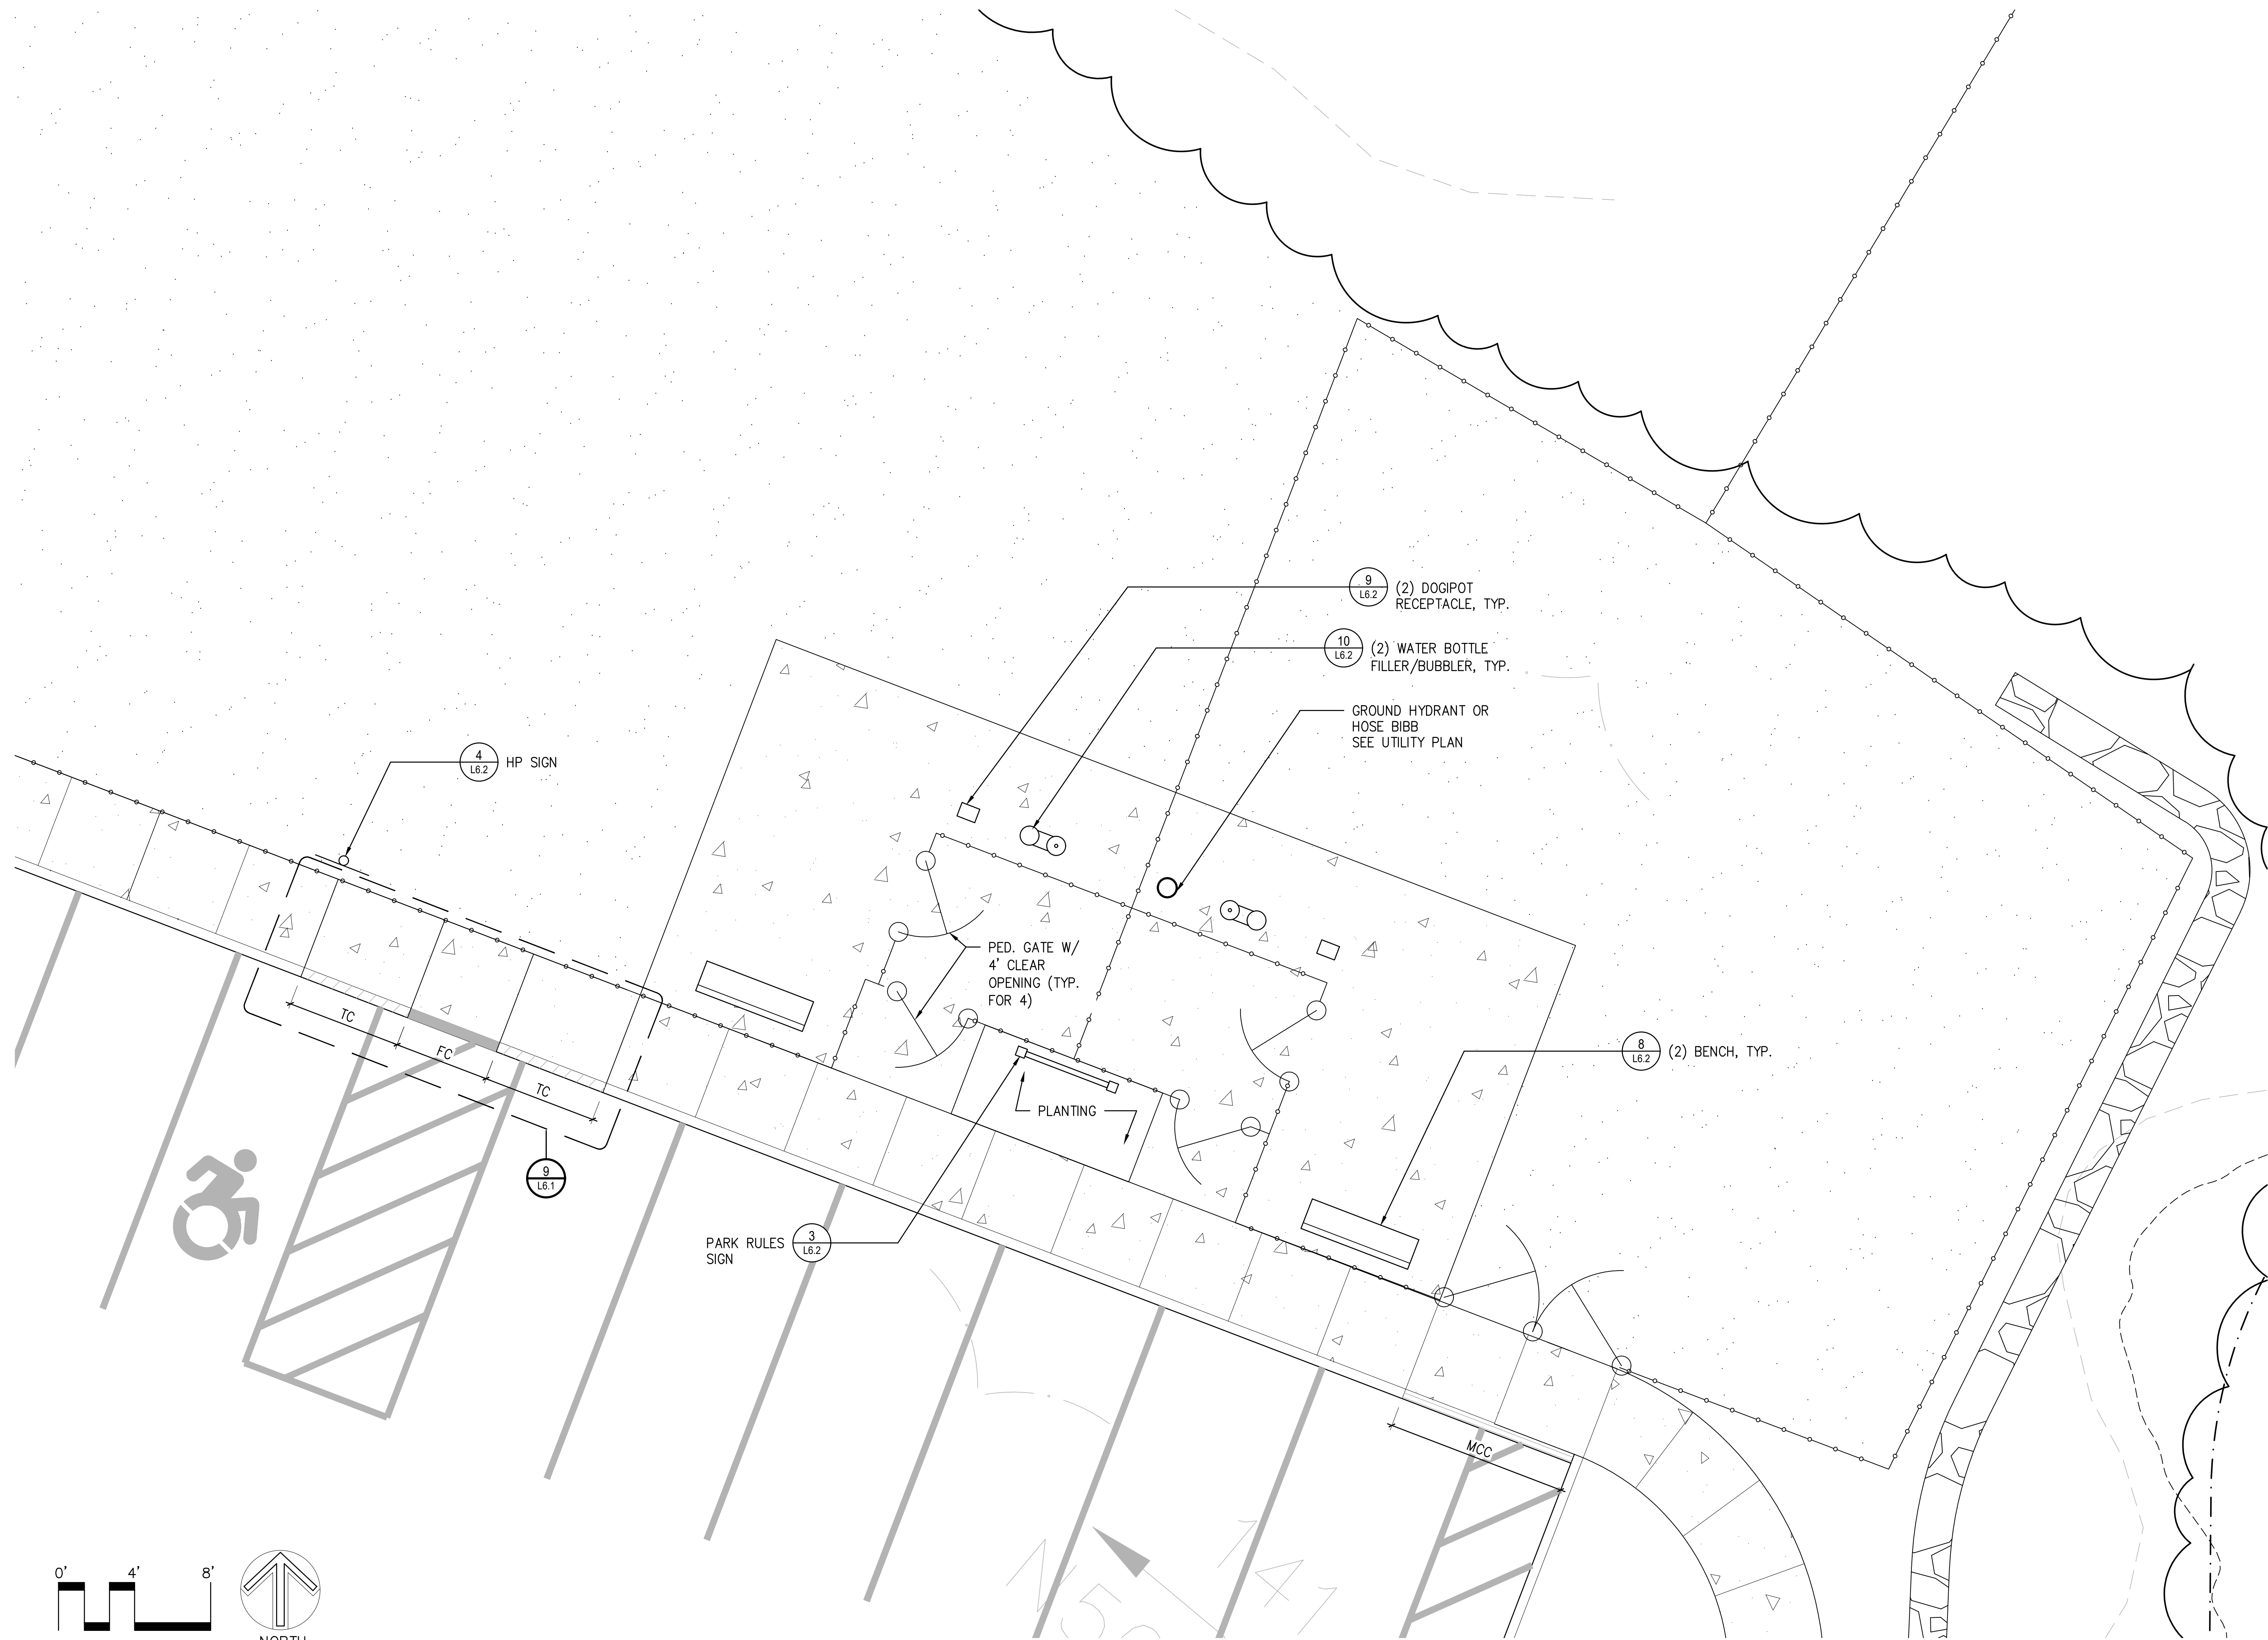 9
L6.2
(2) DOGIPOT
RECEPTACLE, TYP.
10
L6.2
(2) WATER BOTTLE
FILLER/BUBBLER, TYP.
GROUND HYDRANT OR
HOSE BIBB
SEE UTILITY PLAN
4
L6.2
HP SIGN
PED. GATE W/
4' CLEAR
OPENING (TYP.
FOR 4)
TC
FC
TC
8
L6.2
(2) BENCH, TYP.
PLANTING
9
L6.1
PARK RULES
SIGN
3
L6.2
MCC
0' 4' 8'
NORTH